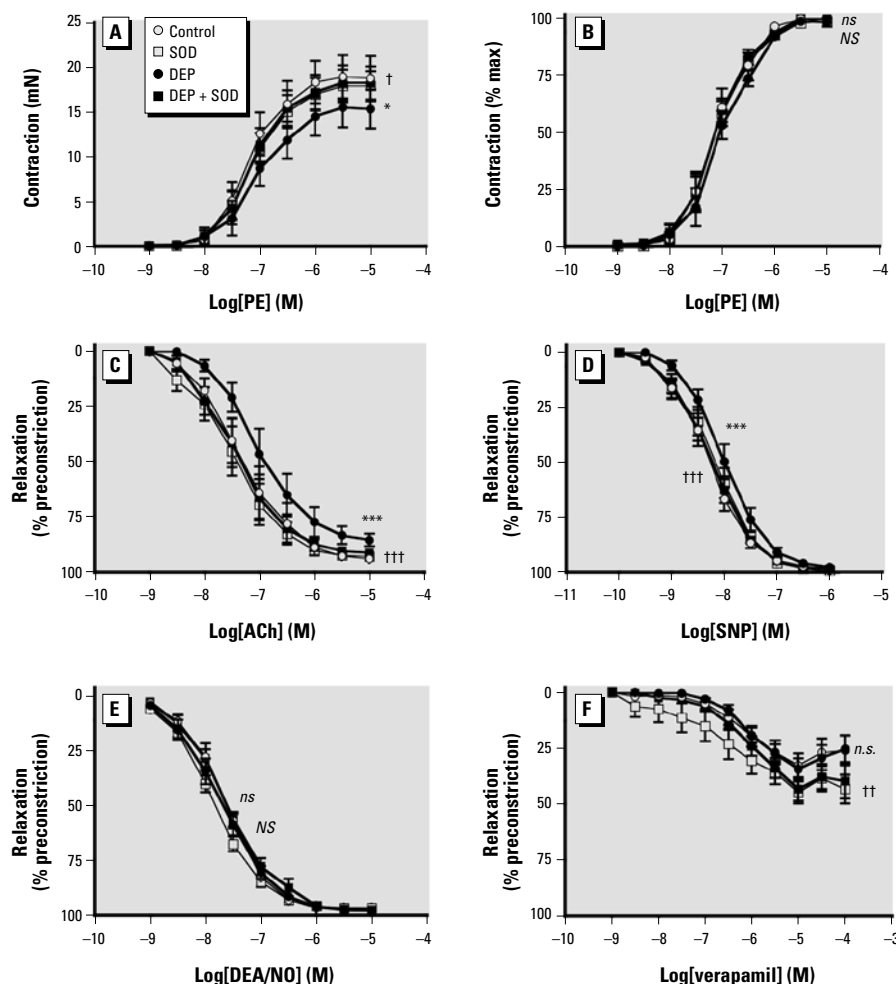 A
Control
SOD
DEP
DEP + SOD
Contraction (mN)
25
20
15
10
5
0
†
*
–10 –9 –8 –7 –6 –5 –4
Log[PE] (M)
B
Contraction (% max)
100
75
50
25
0
ns
NS
–10 –9 –8 –7 –6 –5 –4
Log[PE] (M)
C
Relaxation
(% preconstriction)
0
25
50
75
100
***
†††
–10 –9 –8 –7 –6 –5 –4
Log[ACh] (M)
D
Relaxation
(% preconstriction)
0
25
50
75
100
***
†††
–11 –10 –9 –8 –7 –6 –5
Log[SNP] (M)
E
Relaxation
(% preconstriction)
0
25
50
75
100
ns
NS
–10 –9 –8 –7 –6 –5 –4
Log[DEA/NO] (M)
F
Relaxation
(% preconstriction)
0
25
50
75
100
n.s.
††
–10 –9 –8 –7 –6 –5 –4 –3
Log[verapamil] (M)